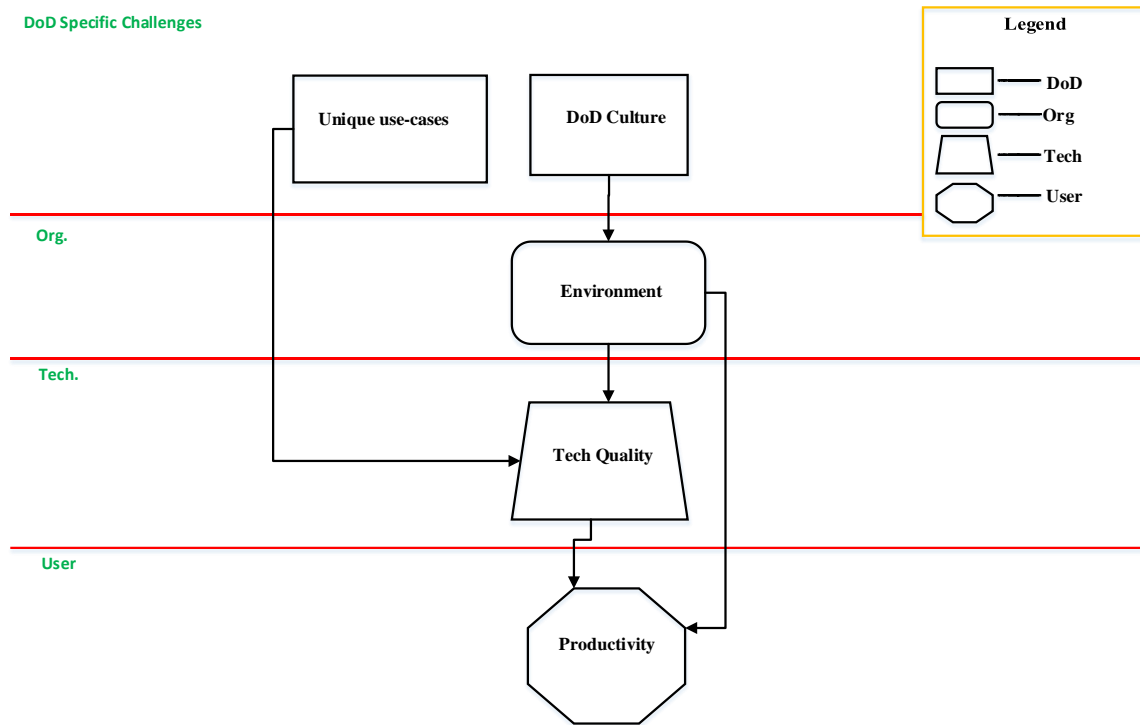 DoD Specific Challenges
Legend
DoD
Org
Tech
User
Unique use-cases
DoD Culture
Org.
Environment
Tech.
Tech Quality
User
Productivity